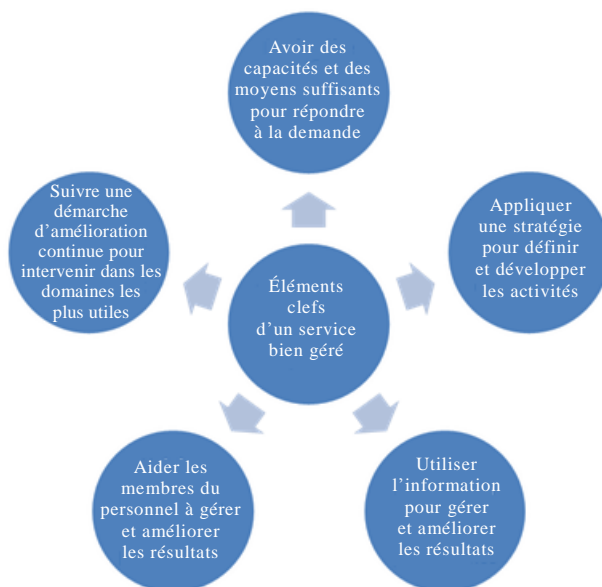 Avoir des
capacités et des
moyens suffisants
pour répondre
à la demande
Suivre une
démarche
d’amélioration
continue pour
intervenir dans les
domaines les
plus utiles
Appliquer
une stratégie
pour définir
et développer
les activités
Éléments
clefs
d’un service
bien géré
Aider les
membres du
personnel à gérer
et améliorer
les résultats
Utiliser
l’information
pour gérer
et améliorer
les résultats